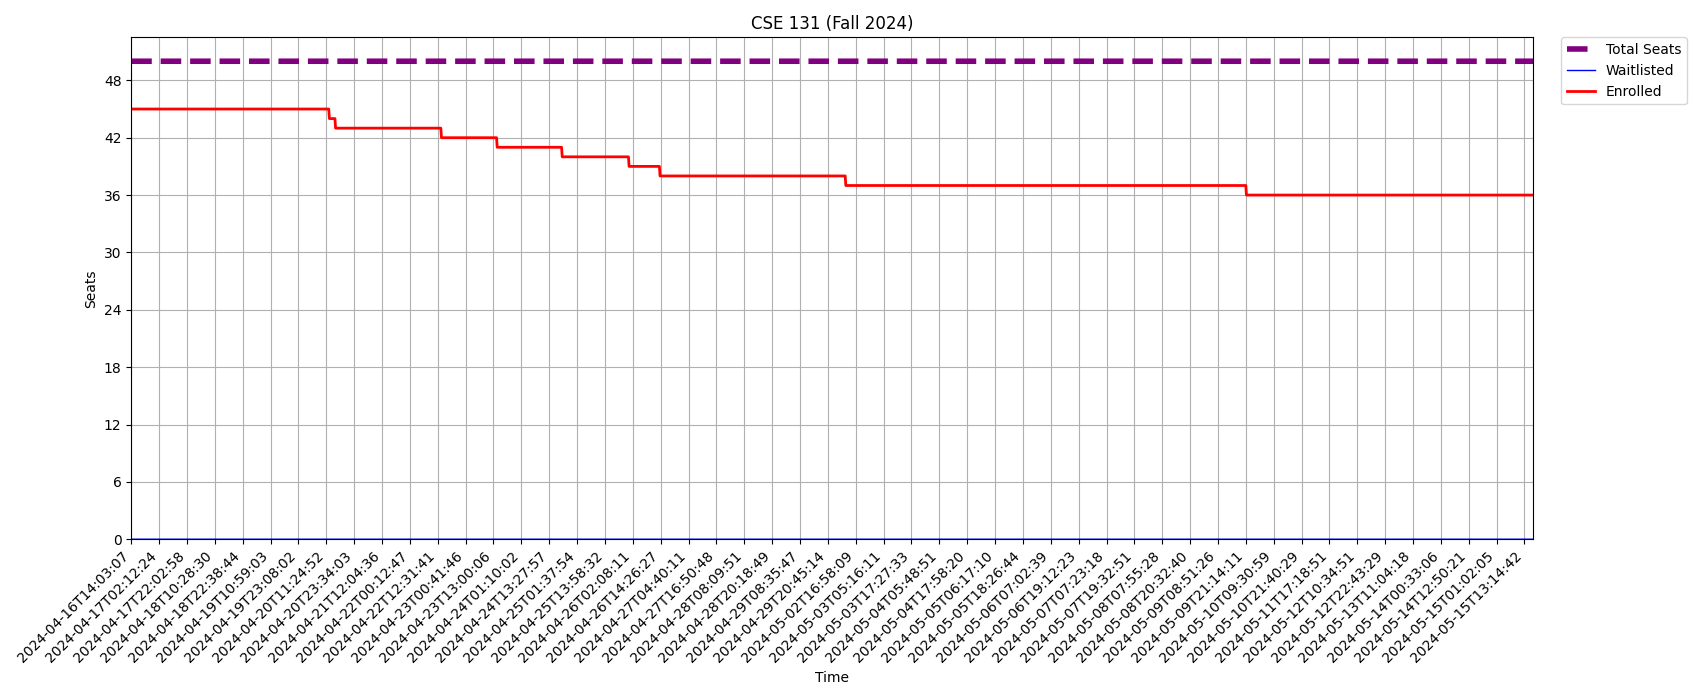 CSE 131 (Fall 2024)
Total Seats
Waitlisted
Enrolled
Seats
48
42
36
30
24
18
12
6
0
2024-04-16T14:03:07
2024-04-17T02:12:24
2024-04-17T22:02:58
2024-04-18T10:28:30
2024-04-18T22:38:44
2024-04-19T10:59:03
2024-04-19T23:08:02
2024-04-20T11:24:52
2024-04-20T23:34:03
2024-04-21T12:04:36
2024-04-22T00:12:47
2024-04-22T12:31:41
2024-04-23T00:41:46
2024-04-23T13:00:06
2024-04-24T01:10:02
2024-04-24T13:27:57
2024-04-25T01:37:54
2024-04-25T13:58:32
2024-04-26T02:08:11
2024-04-26T14:26:27
2024-04-27T04:40:11
2024-04-27T16:50:48
2024-04-28T08:09:51
2024-04-28T20:18:49
2024-04-29T08:35:47
2024-04-29T20:45:14
2024-05-02T16:58:09
2024-05-03T05:16:11
2024-05-03T17:27:33
2024-05-04T05:48:51
2024-05-04T17:58:20
2024-05-05T06:17:10
2024-05-05T18:26:44
2024-05-06T07:02:39
2024-05-06T19:12:23
2024-05-07T07:23:18
2024-05-07T19:32:51
2024-05-08T07:55:28
2024-05-08T20:32:40
2024-05-09T08:51:26
2024-05-09T21:14:11
2024-05-10T09:30:59
2024-05-10T21:40:29
2024-05-11T17:18:51
2024-05-12T10:34:51
2024-05-12T22:43:29
2024-05-13T11:04:18
2024-05-14T00:33:06
2024-05-14T12:50:21
2024-05-15T01:02:05
2024-05-15T13:14:42
Time